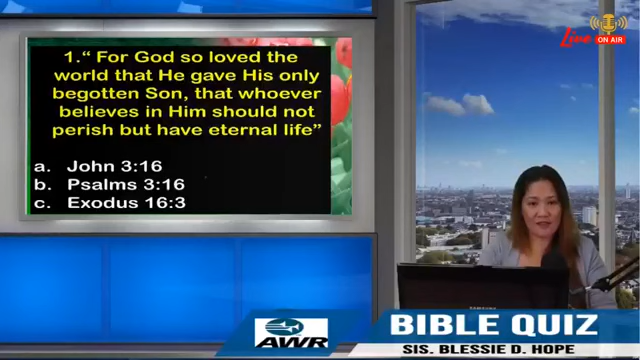 Live
ON AIR
1.“ For God so loved the
world that He gave His only
begotten Son, that whoever
believes in Him should not
perish but have eternal life”
a. John 3:16
b. Psalms 3:16
c. Exodus 16:3
SAMSUNG
AWR
BIBLE QUIZ
SIS. BLESSIE D. HOPE